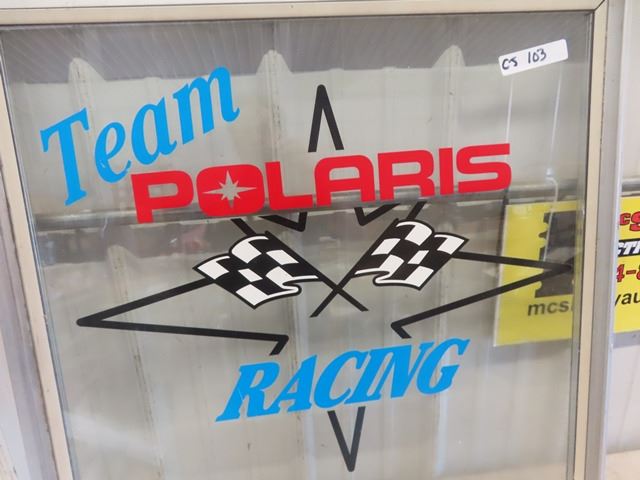 CS 103
Team
POLARIS
RACING
mcs